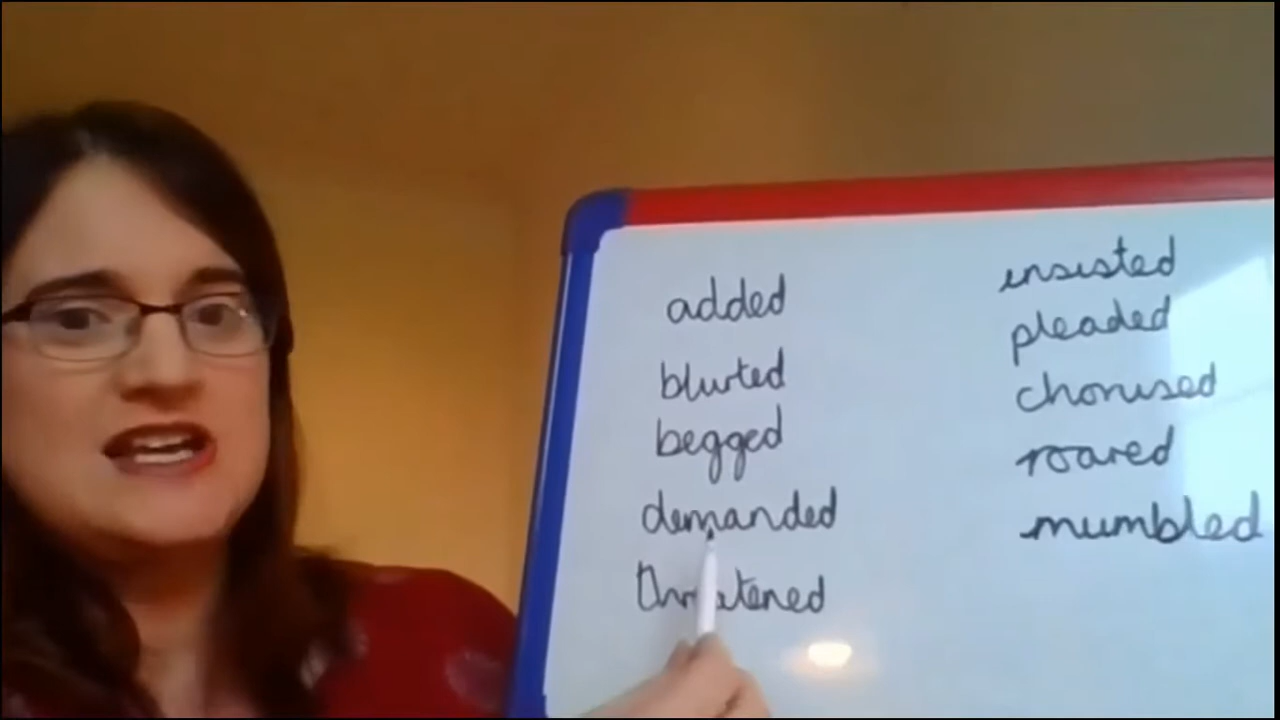 added
blurted
begged
demanded
threatened
insisted
pleaded
chorused
roared
mumbled